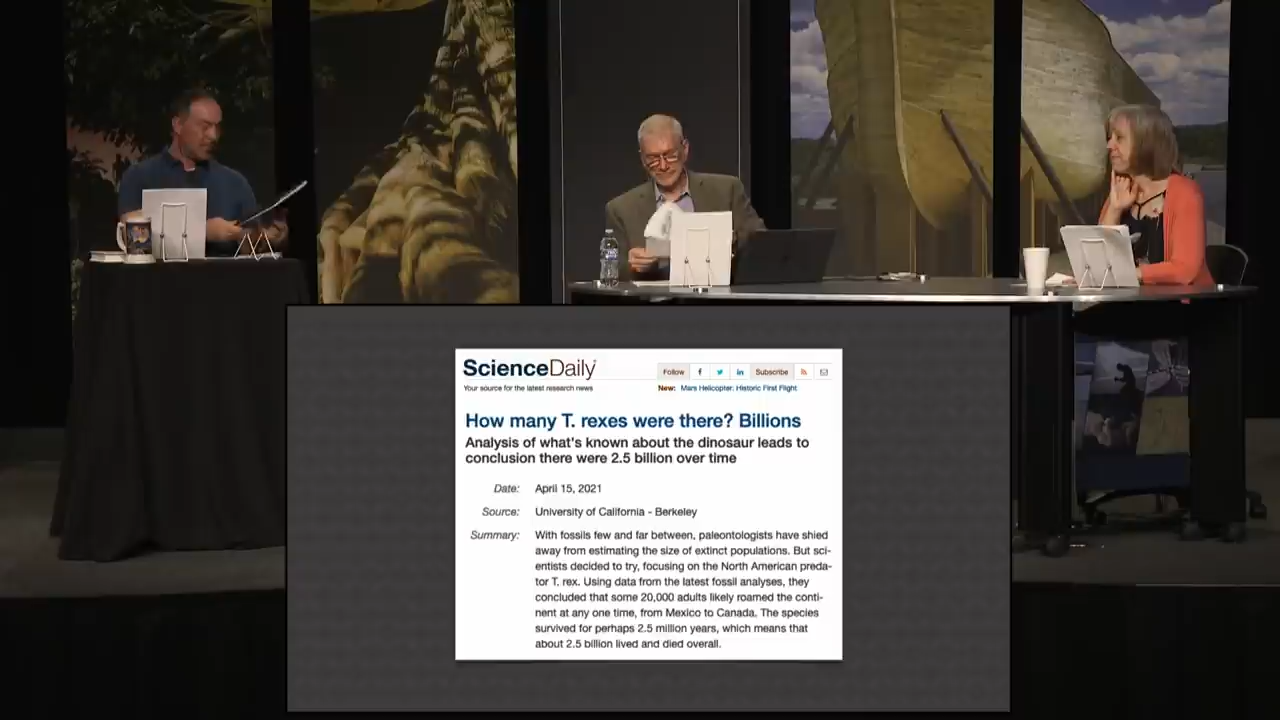 ScienceDaily
Your source for the latest research news
Follow
Subscribe
New: Mars Helicopter: Historic First Flight
How many T. rexes were there? Billions
Analysis of what's known about the dinosaur leads to
conclusion there were 2.5 billion over time
Date: April 15, 2021
Source: University of California - Berkeley
Summary: With fossils few and far between, paleontologists have shied
away from estimating the size of extinct populations. But sci-
entists decided to try, focusing on the North American preda-
tor T. rex. Using data from the latest fossil analyses, they
concluded that some 20,000 adults likely roamed the conti-
nent at any one time, from Mexico to Canada. The species
survived for perhaps 2.5 million years, which means that
about 2.5 billion lived and died overall.